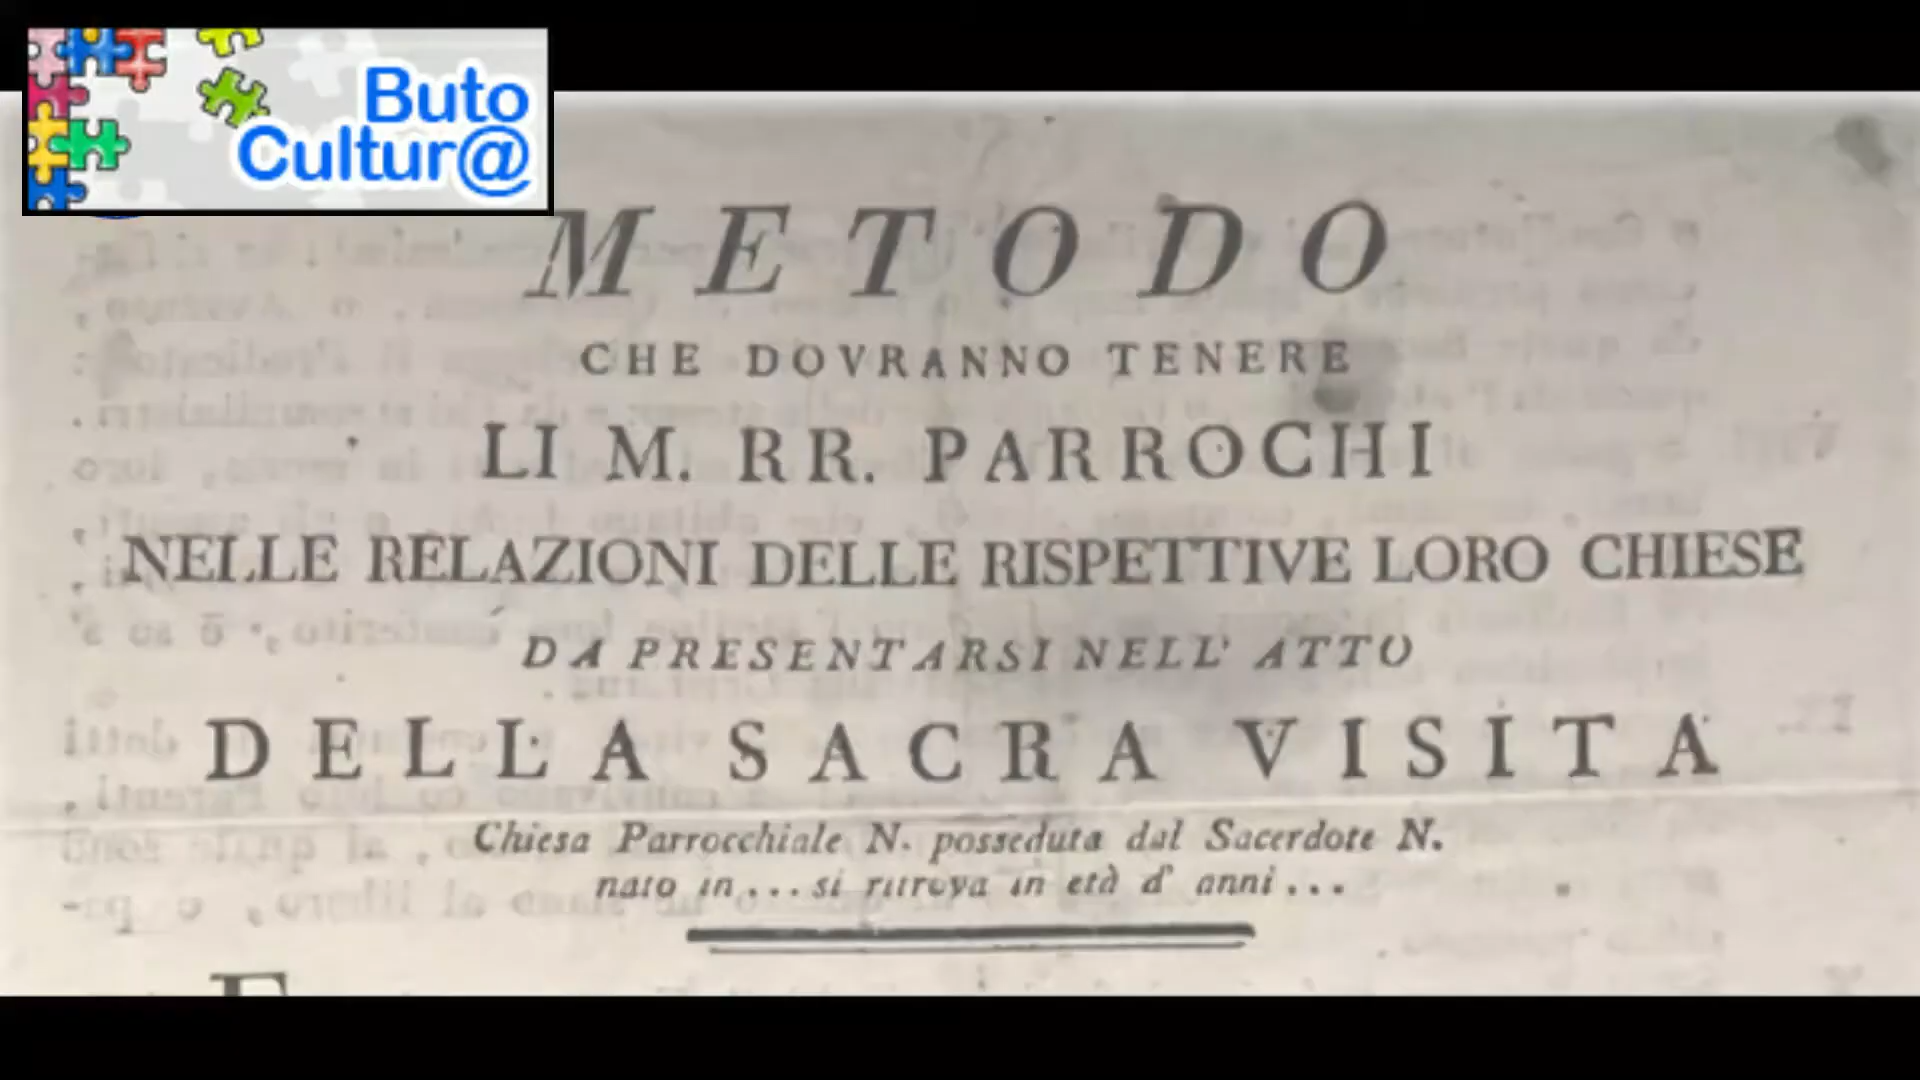 Buto
Cultur@
METODO
CHE DOVRANNO TENERE
LI M. RR. PARROCHI
NELLE RELAZIONI DELLE RISPETTIVE LORO CHIESE
DA PRESENTARSI NELL' ATTO
DELLA SACRA VISITA
Chiesa Parrocchiale N. posseduta dal Sacerdote N.
nato in... si ritrova in età d' anni...